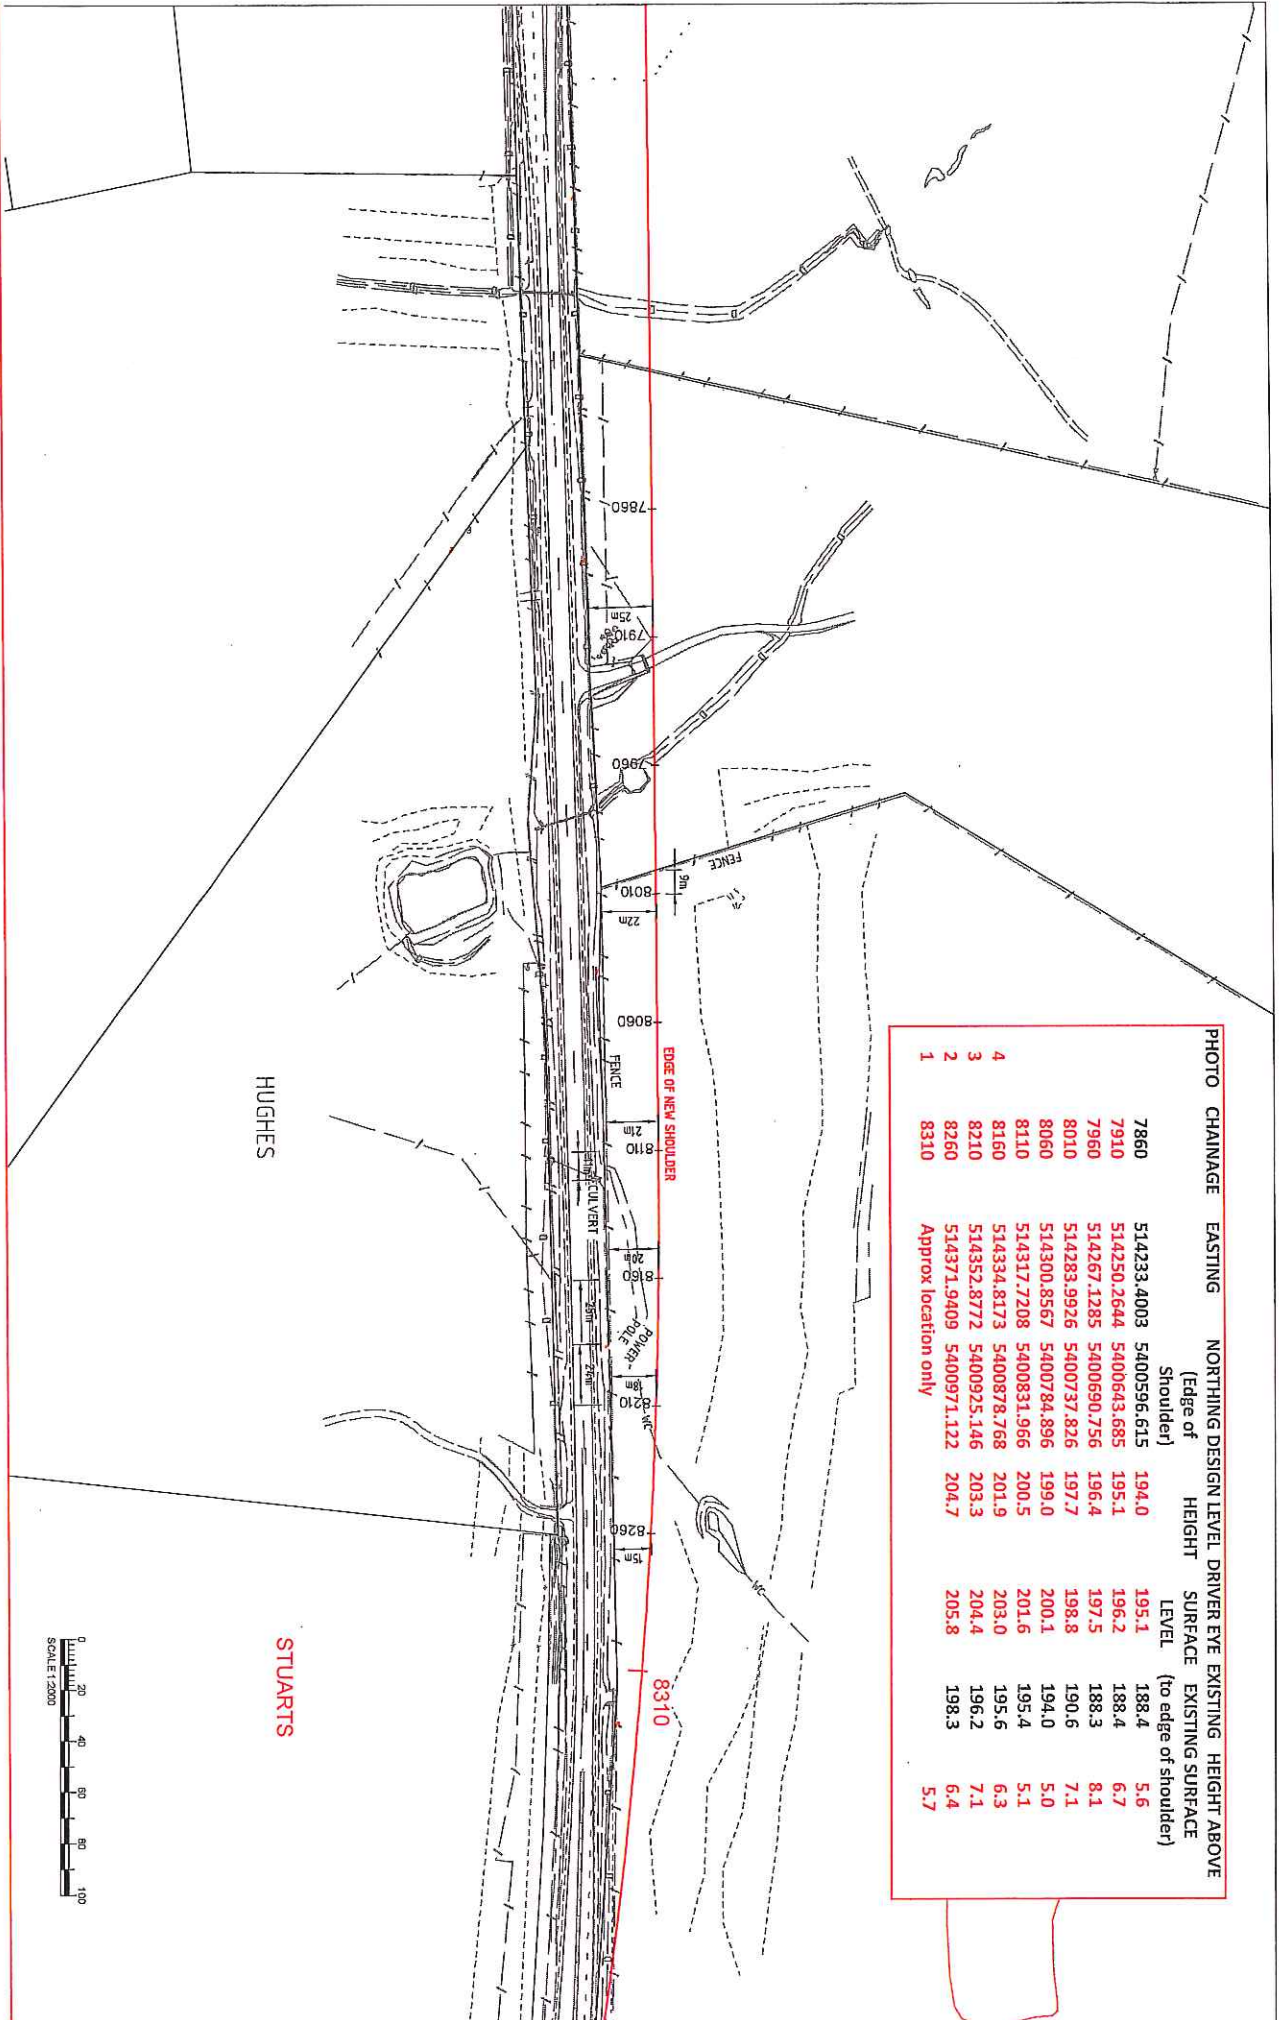 PHOTO CHAINAGE EASTING NORTHING DESIGN LEVEL DRIVER EYE EXISTING HEIGHT ABOVE
(Edge of HEIGHT SURFACE EXISTING SURFACE
Shoulder) LEVEL (to edge of shoulder)
7860 514233.4003 5400596.615 194.0 195.1 188.4 5.6
7910 514250.2644 5400643.685 195.1 196.2 188.4 6.7
7960 514267.1285 5400690.756 196.4 197.5 188.3 8.1
8010 514283.9926 5400737.826 197.7 198.8 190.6 7.1
8060 514300.8567 5400784.896 199.0 200.1 194.0 5.0
8110 514317.7208 5400831.966 200.5 201.6 195.4 5.1
4 8160 514334.8173 5400878.768 201.9 203.0 195.6 6.3
3 8210 514352.8772 5400925.146 203.3 204.4 196.2 7.1
2 8260 514371.9409 5400971.122 204.7 205.8 198.3 6.4
1 8310 Approx location only 5.7
7860
25m
7910
7960
FENCE
9m
8010
22m
8060
EDGE OF NEW SHOULDER
FENCE
21m
8110
CULVERT
20m
8160
POWER
POLE
24m
18m
8210
WC
WC
8260
15m
8310
HUGHES
STUARTS
0 20 40 60 80 100
SCALE 1:2000